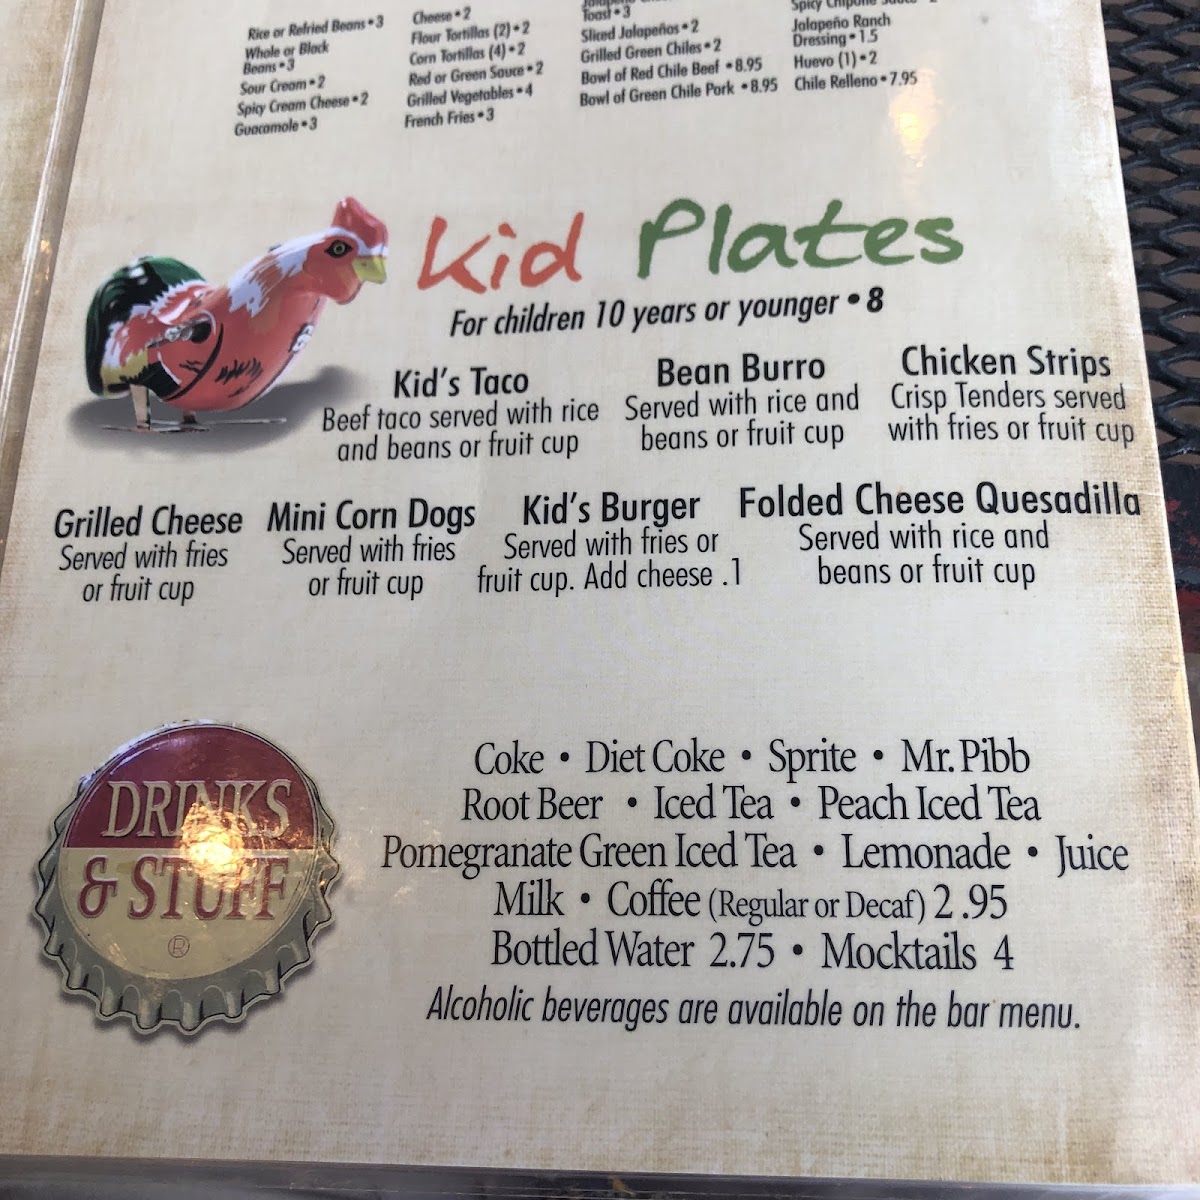 Rice or Refried Beans • 3
Whole or Black
Beans • 3
Sour Cream • 2
Spicy Cream Cheese • 2
Guacamole • 3
Cheese • 2
Flour Tortillas (2) • 2
Corn Tortillas (4) • 2
Red or Green Sauce • 2
Grilled Vegetables • 4
French Fries • 3
Toast • 3
Sliced Jalapeños • 2
Grilled Green Chiles • 2
Bowl of Red Chile Beef • 8.95
Bowl of Green Chile Pork • 8.95
Spicy Chipotle Sauce
Jalapeño Ranch
Dressing • 1.5
Huevo (1) • 2
Chile Relleno • 7.95
Kid Plates
For children 10 years or younger • 8
Kid's Taco
Beef taco served with rice
and beans or fruit cup
Bean Burro
Served with rice and
beans or fruit cup
Chicken Strips
Crisp Tenders served
with fries or fruit cup
Grilled Cheese
Served with fries
or fruit cup
Mini Corn Dogs
Served with fries
or fruit cup
Kid's Burger
Served with fries or
fruit cup. Add cheese .1
Folded Cheese Quesadilla
Served with rice and
beans or fruit cup
DRINKS
& STUFF
®
Coke • Diet Coke • Sprite • Mr. Pibb
Root Beer • Iced Tea • Peach Iced Tea
Pomegranate Green Iced Tea • Lemonade • Juice
Milk • Coffee (Regular or Decaf) 2.95
Bottled Water 2.75 • Mocktails 4
Alcoholic beverages are available on the bar menu.